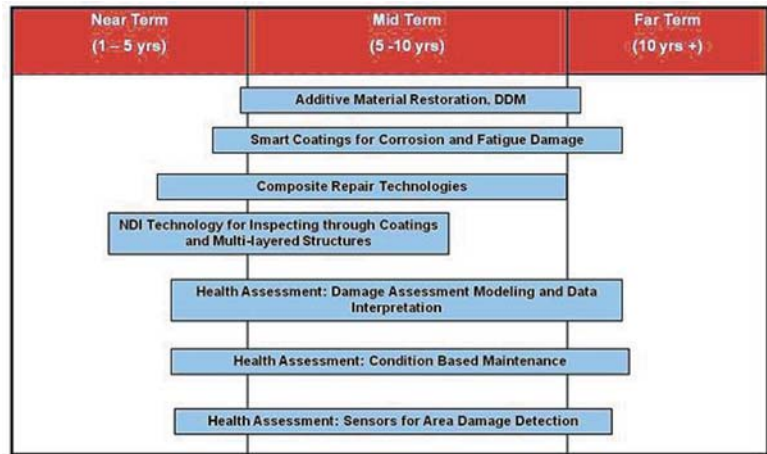 Near Term
(1 – 5 yrs)
Mid Term
(5 -10 yrs)
Far Term
(10 yrs +)
Additive Material Restoration. DDM
Smart Coatings for Corrosion and Fatigue Damage
Composite Repair Technologies
NDI Technology for Inspecting through Coatings
and Multi-layered Structures
Health Assessment: Damage Assessment Modeling and Data
Interpretation
Health Assessment: Condition Based Maintenance
Health Assessment: Sensors for Area Damage Detection